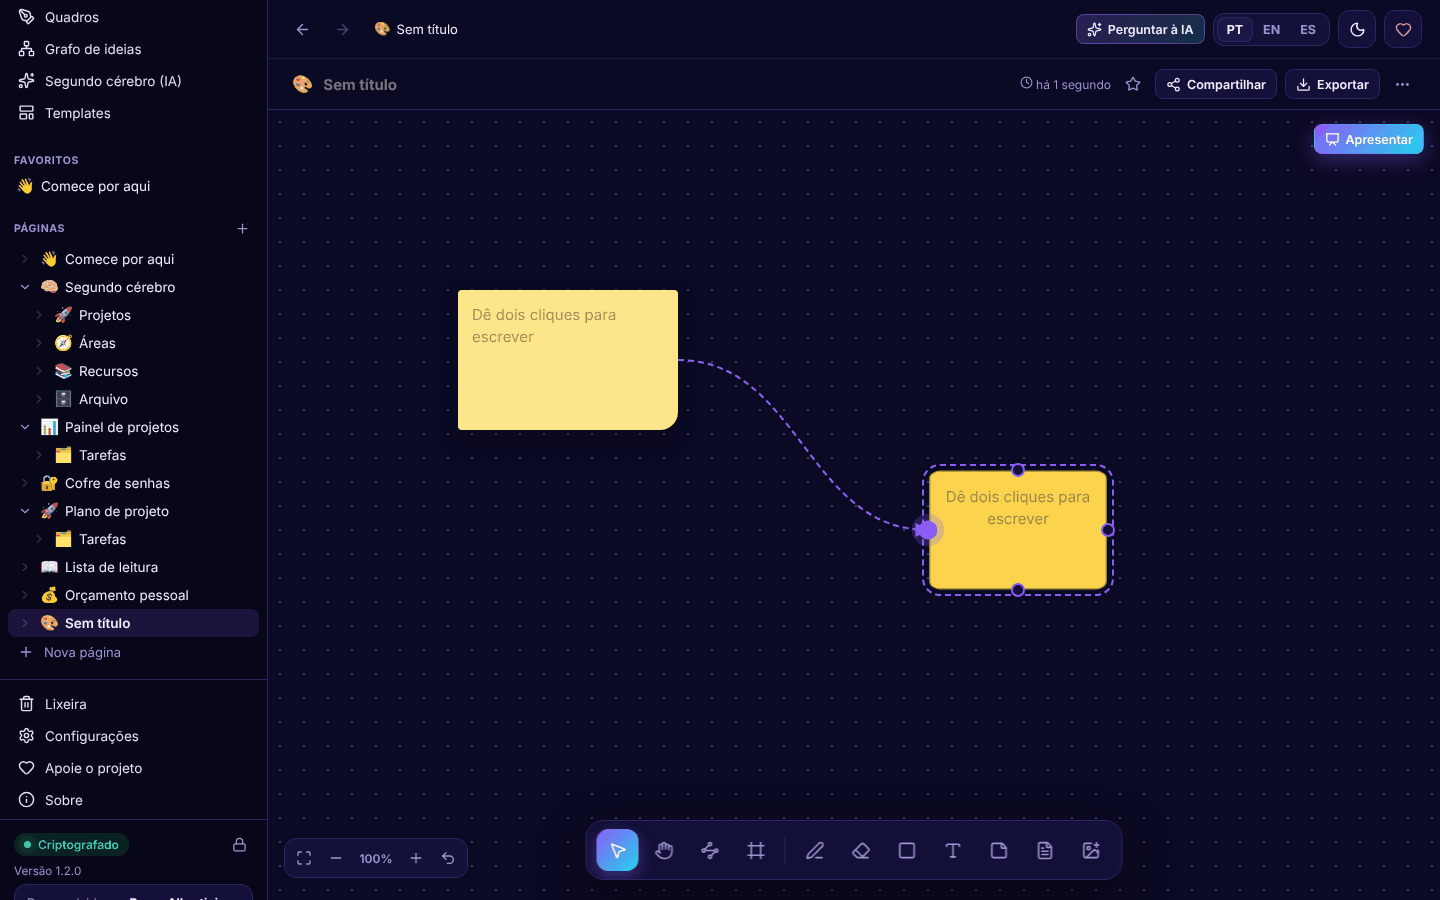 Quadros
Grafo de ideias
Segundo cérebro (IA)
Templates
FAVORITOS
Comece por aqui
PÁGINAS
Comece por aqui
Segundo cérebro
Projetos
Áreas
Recursos
Arquivo
Painel de projetos
Tarefas
Cofre de senhas
Plano de projeto
Tarefas
Lista de leitura
Orçamento pessoal
Sem título
Nova página
Lixeira
Configurações
Apoie o projeto
Sobre
Criptografado
Versão 1.2.0
Sem título
Perguntar à IA
PT EN ES
Sem título
há 1 segundo
Compartilhar
Exportar
Apresentar
Dê dois cliques para
escrever
Dê dois cliques para
escrever
100%